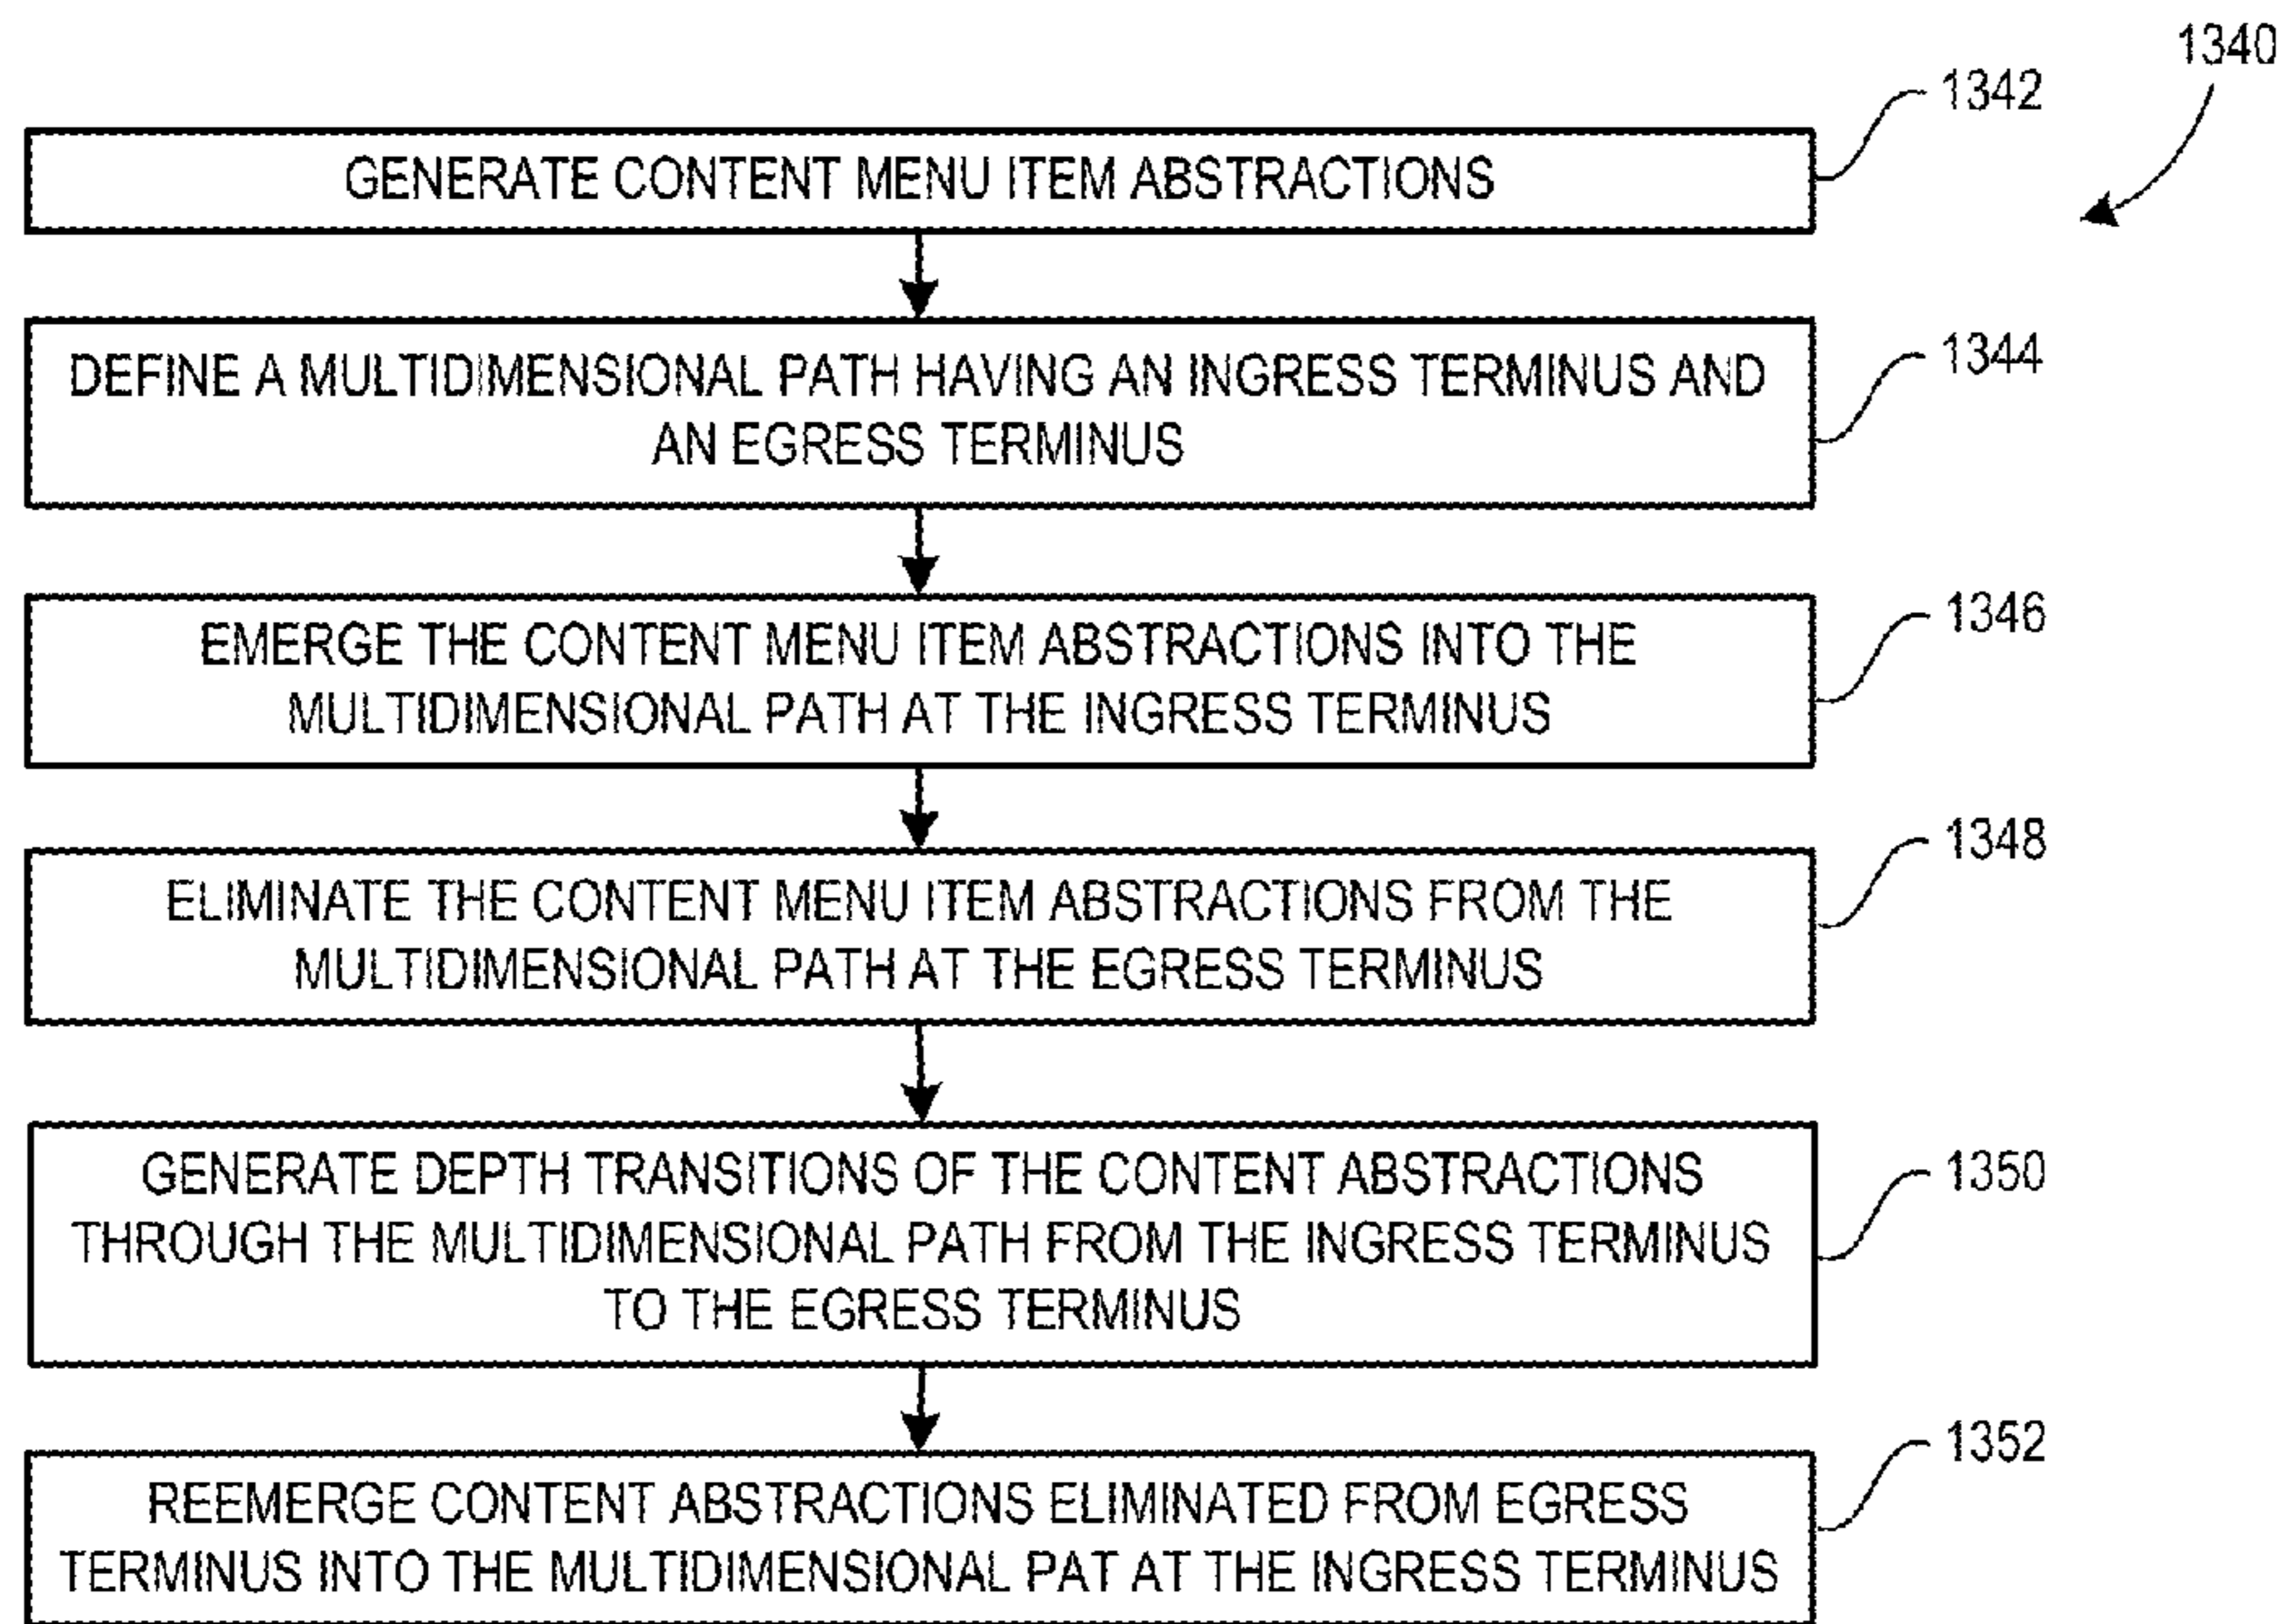 1340
1342
GENERATE CONTENT MENU ITEM ABSTRACTIONS
1344
DEFINE A MULTIDIMENSIONAL PATH HAVING AN INGRESS TERMINUS AND
AN EGRESS TERMINUS
1346
EMERGE THE CONTENT MENU ITEM ABSTRACTIONS INTO THE
MULTIDIMENSIONAL PATH AT THE INGRESS TERMINUS
1348
ELIMINATE THE CONTENT MENU ITEM ABSTRACTIONS FROM THE
MULTIDIMENSIONAL PATH AT THE EGRESS TERMINUS
1350
GENERATE DEPTH TRANSITIONS OF THE CONTENT ABSTRACTIONS
THROUGH THE MULTIDIMENSIONAL PATH FROM THE INGRESS TERMINUS
TO THE EGRESS TERMINUS
1352
REEMERGE CONTENT ABSTRACTIONS ELIMINATED FROM EGRESS
TERMINUS INTO THE MULTIDIMENSIONAL PAT AT THE INGRESS TERMINUS